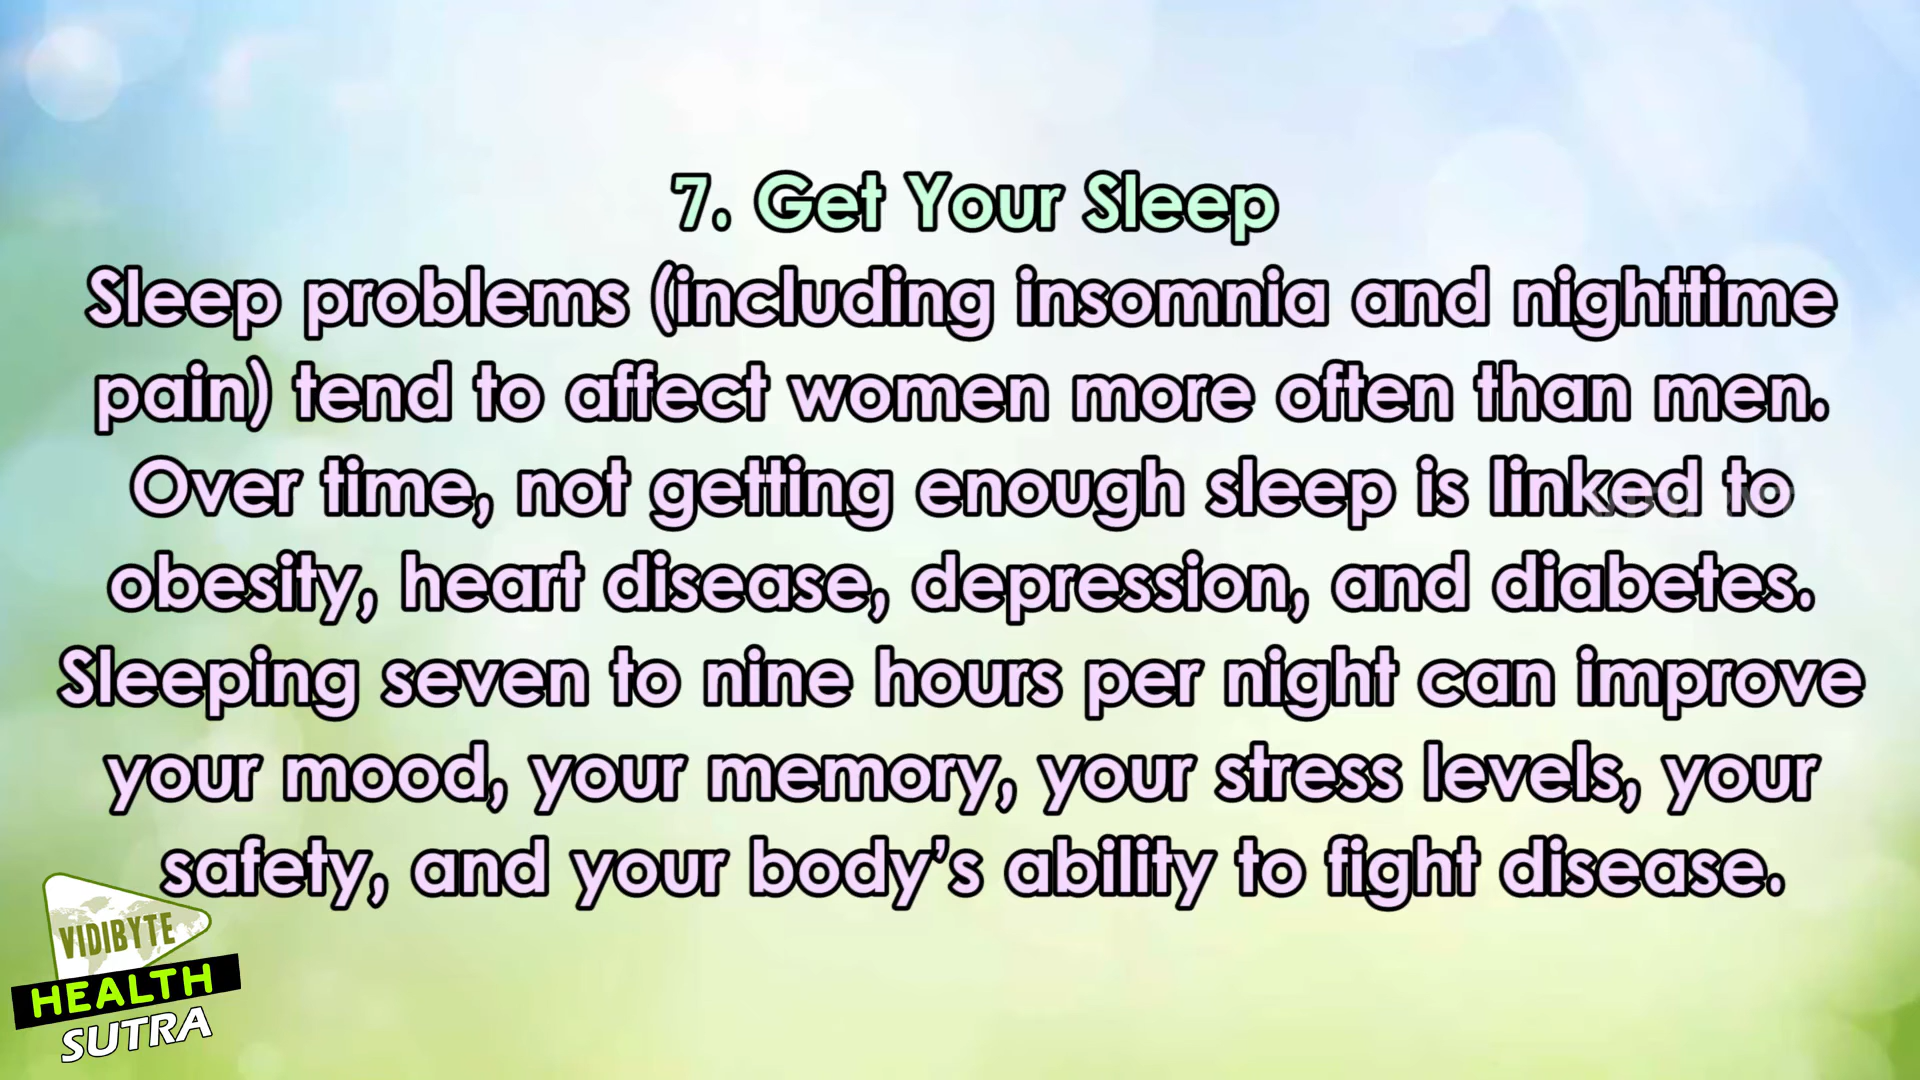 7. Get Your Sleep
Sleep problems (including insomnia and nighttime
pain) tend to affect women more often than men.
Over time, not getting enough sleep is linked to
obesity, heart disease, depression, and diabetes.
Sleeping seven to nine hours per night can improve
your mood, your memory, your stress levels, your
safety, and your body’s ability to fight disease.
VIDIBYTE
HEALTH
SUTRA